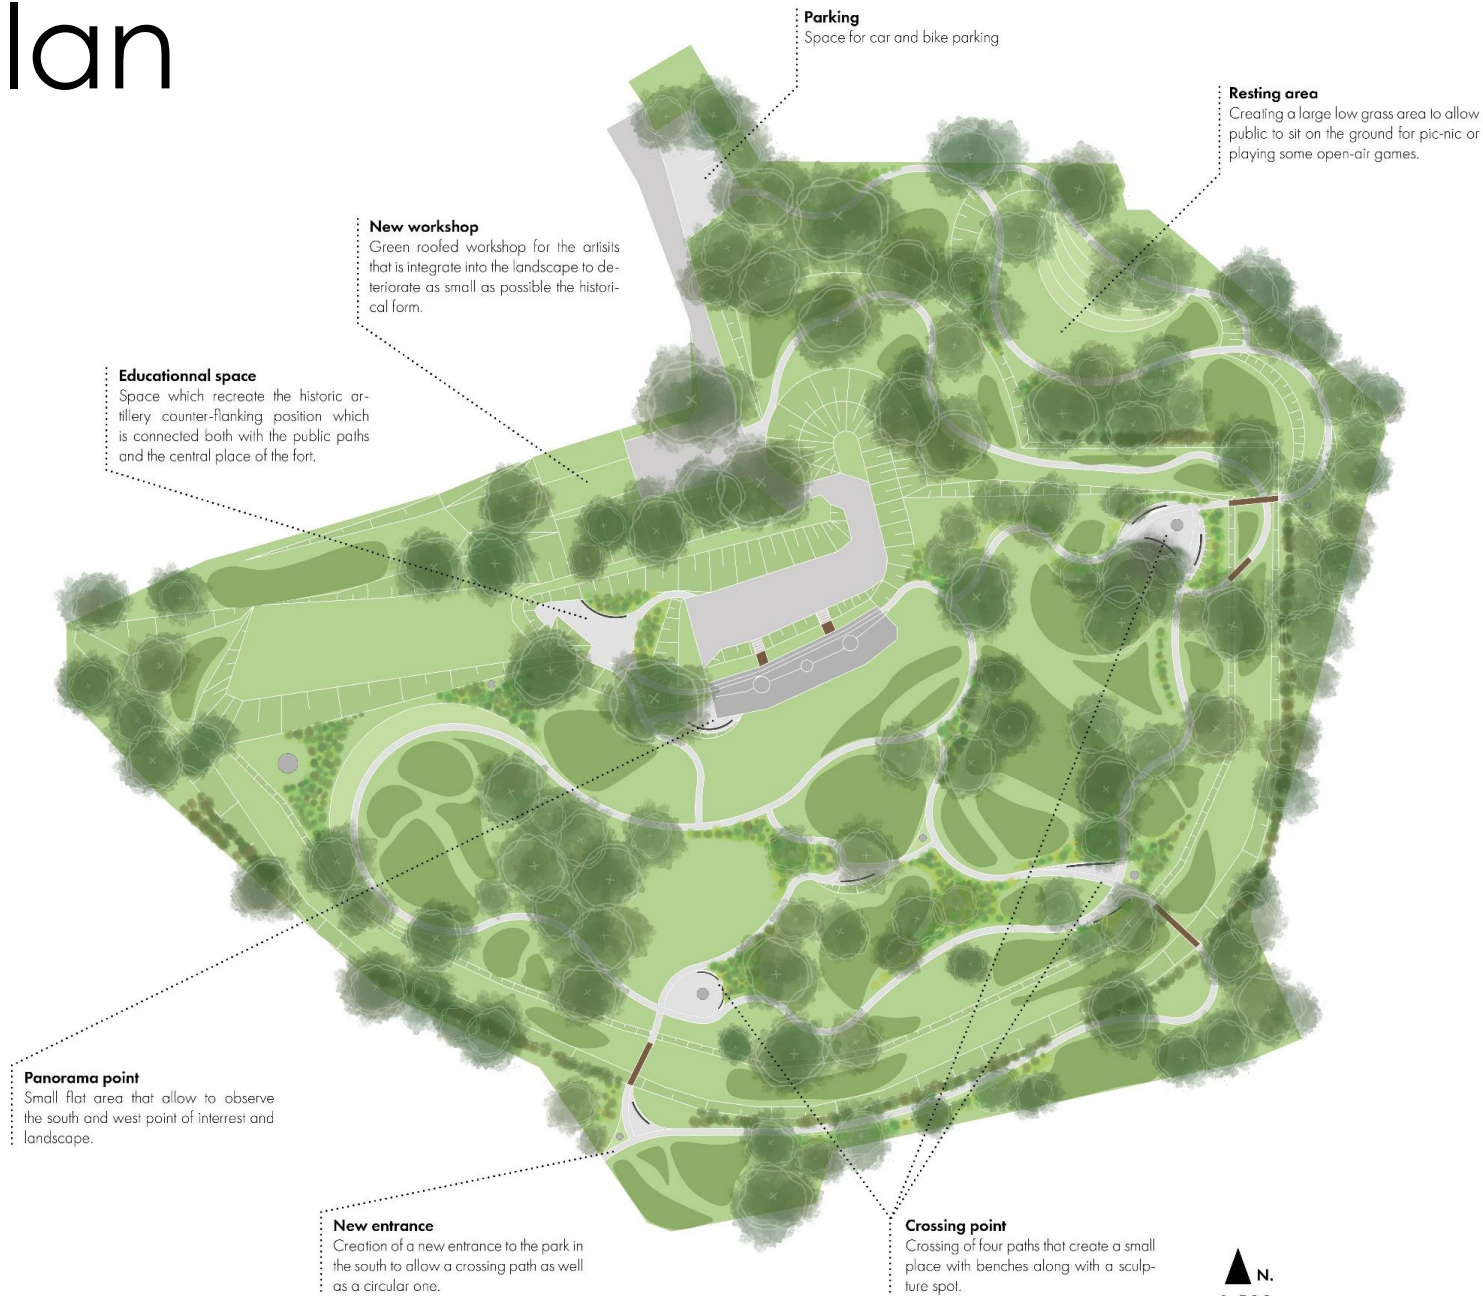 lan
Parking
Space for car and bike parking
Resting area
Creating a large low grass area to allow
public to sit on the ground for pic-nic or
playing some open-air games.
New workshop
Green roofed workshop for the artisits
that is integrate into the landscape to de-
teriorate as small as possible the histori-
cal form.
Educationnal space
Space which recreate the historic ar-
tillery counter-flanking position which
is connected both with the public paths
and the central place of the fort.
Panorama point
Small flat area that allow to observe
the south and west point of interrest and
landscape.
New entrance
Creation of a new entrance to the park in
the south to allow a crossing path as well
as a circular one.
Crossing point
Crossing of four paths that create a small
place with benches along with a sculp-
ture spot.
N.